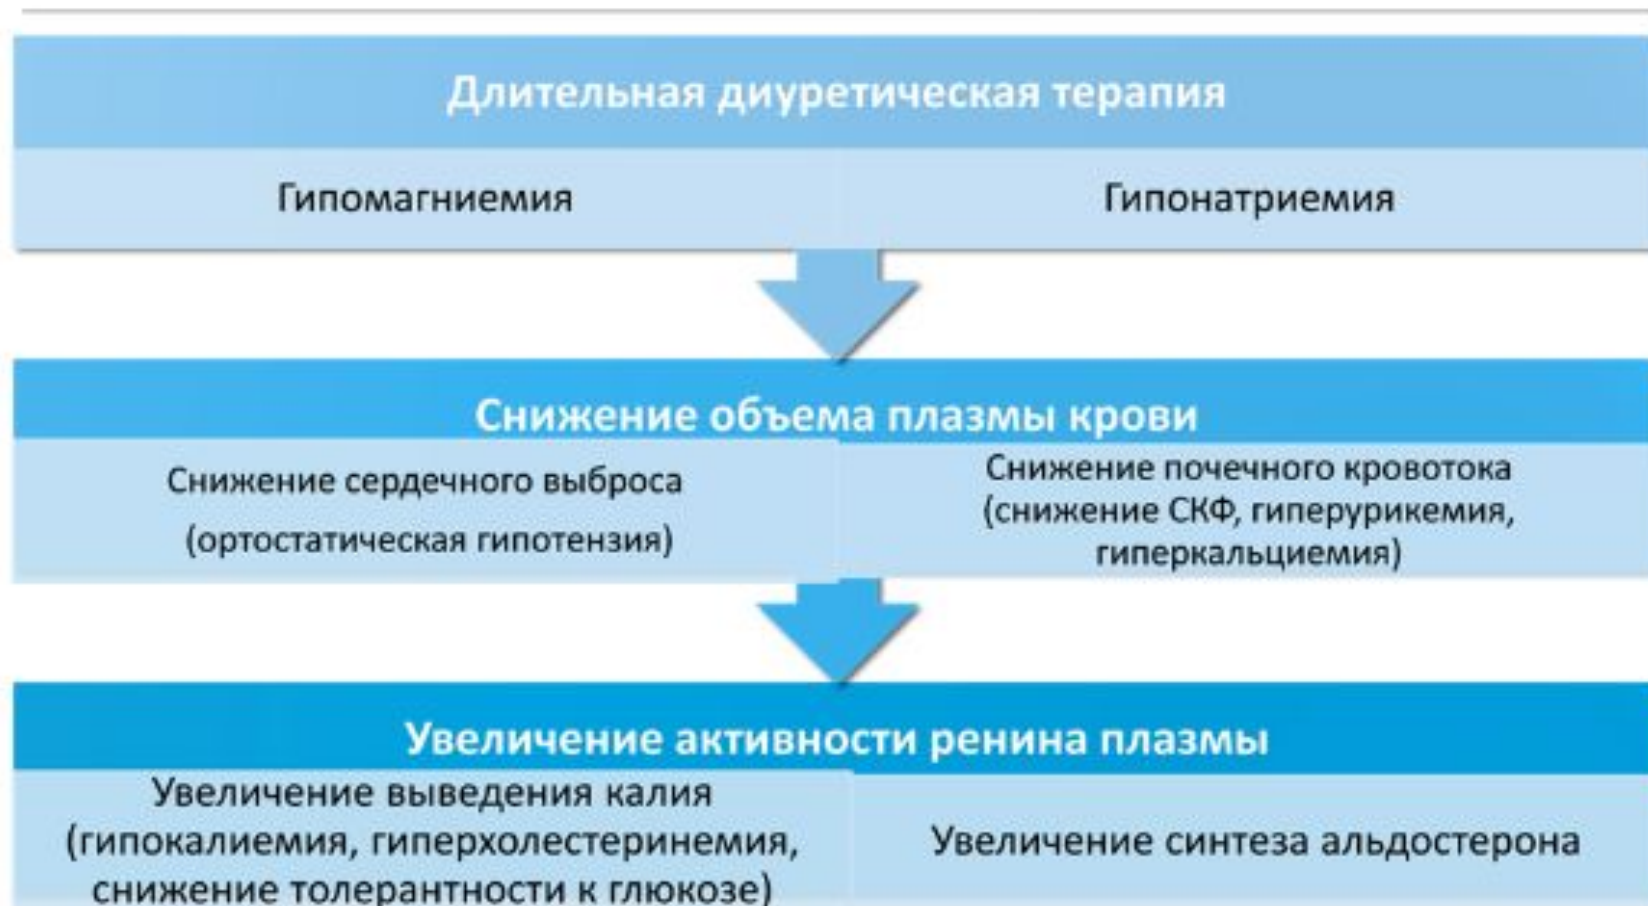 Длительная диуретическая терапия
Гипомагниемия
Гипонатриемия
Снижение объема плазмы крови
Снижение сердечного выброса
(ортостатическая гипотензия)
Снижение почечного кровотока
(снижение СКФ, гиперурикемия,
гиперкальциемия)
Увеличение активности ренина плазмы
Увеличение выведения калия
(гипокалиемия, гиперхолестеринемия,
снижение толерантности к глюкозе)
Увеличение синтеза альдостерона